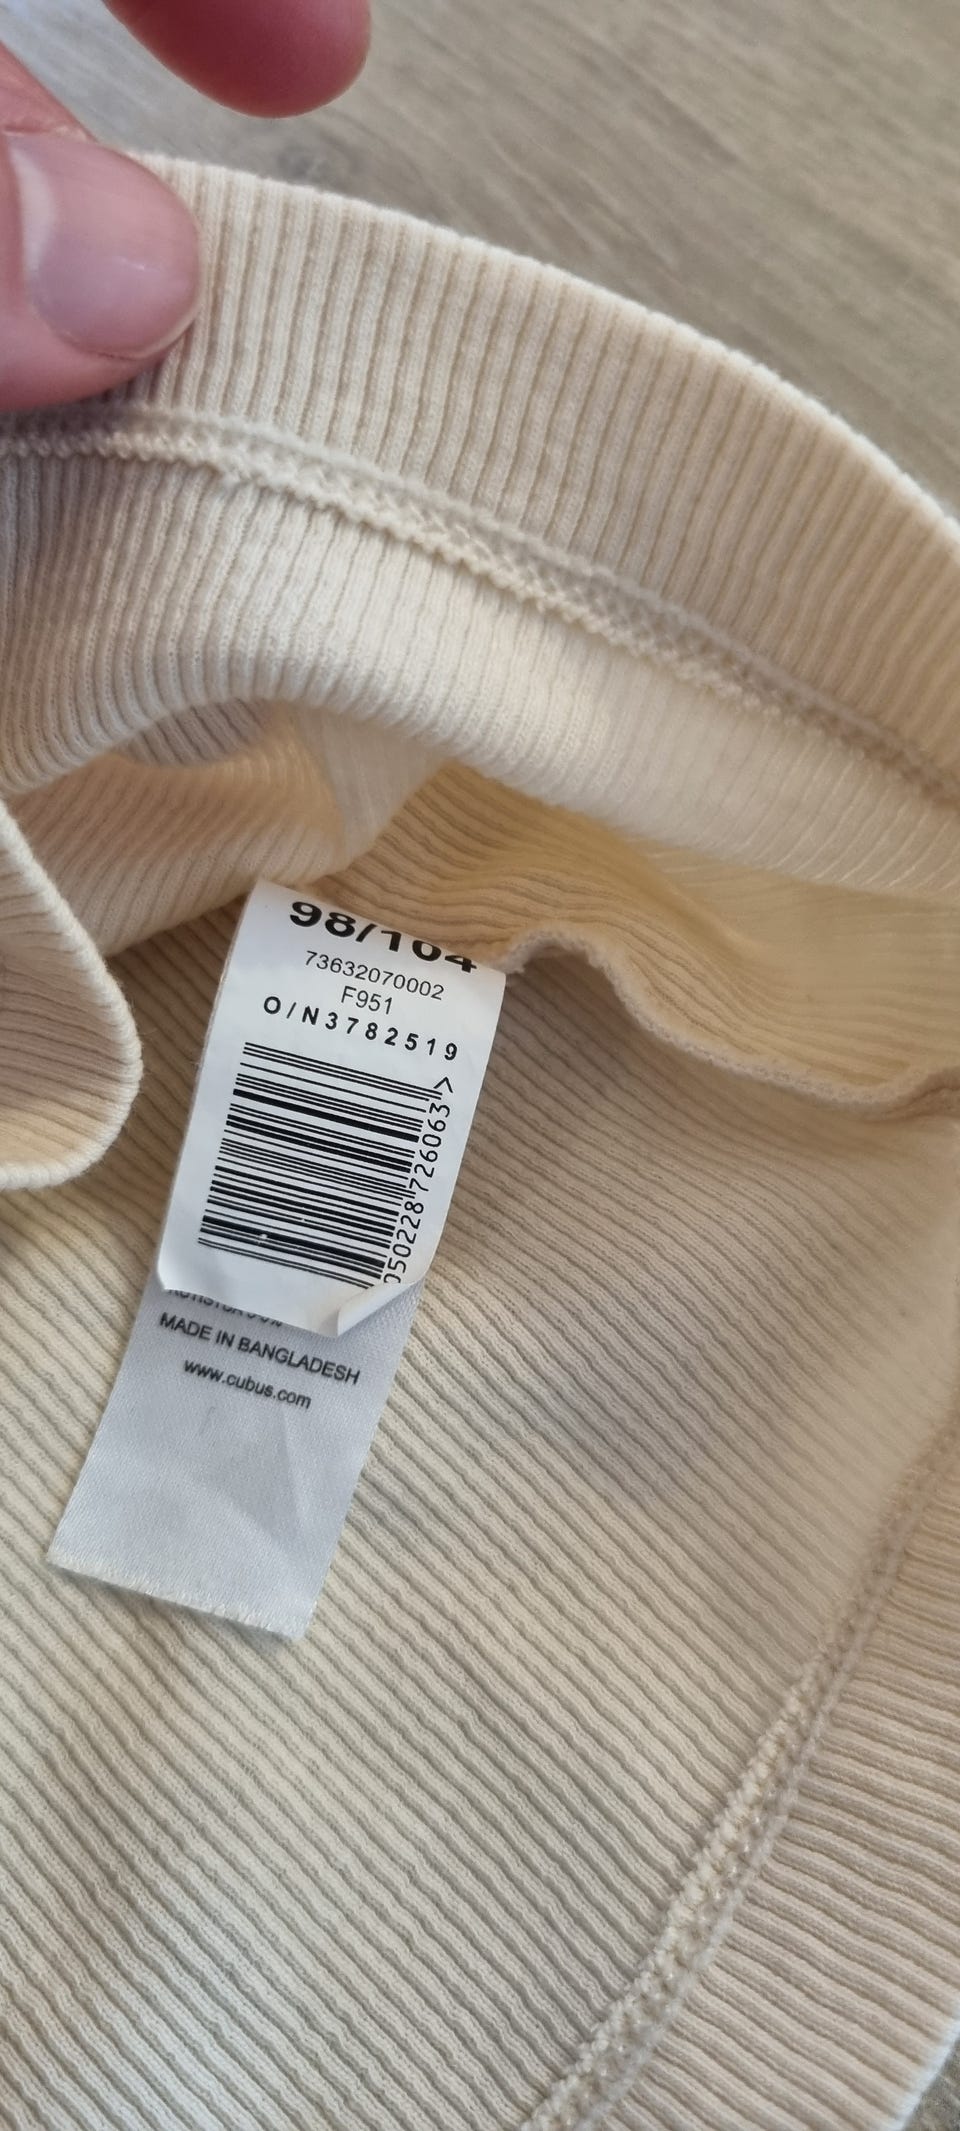 98/104
73632070002
F951
O/N3782519
050228726063>
MADE IN BANGLADESH
www.cubus.com